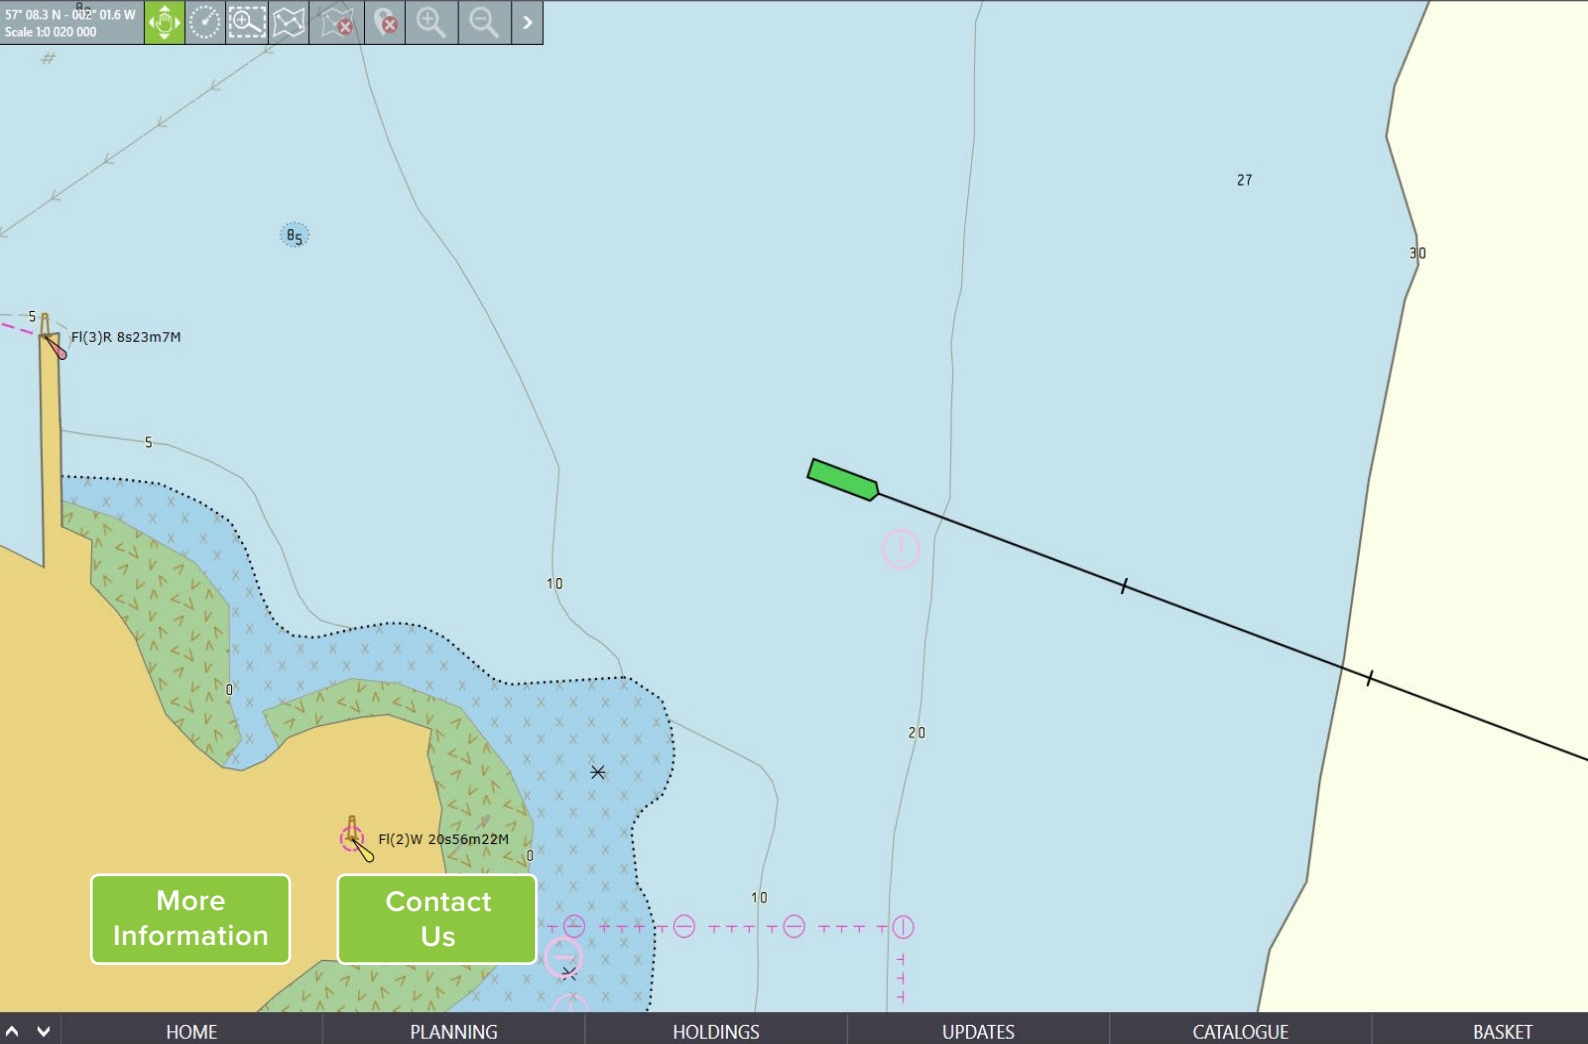 57° 08.3 N - 002° 01.6 W
Scale 1:0 020 000
27
8₅
30
5
Fl(3)R 8s23m7M
5
10
0
20
Fl(2)W 20s56m22M
0
10
More
Information
Contact
Us
HOME
PLANNING
HOLDINGS
UPDATES
CATALOGUE
BASKET